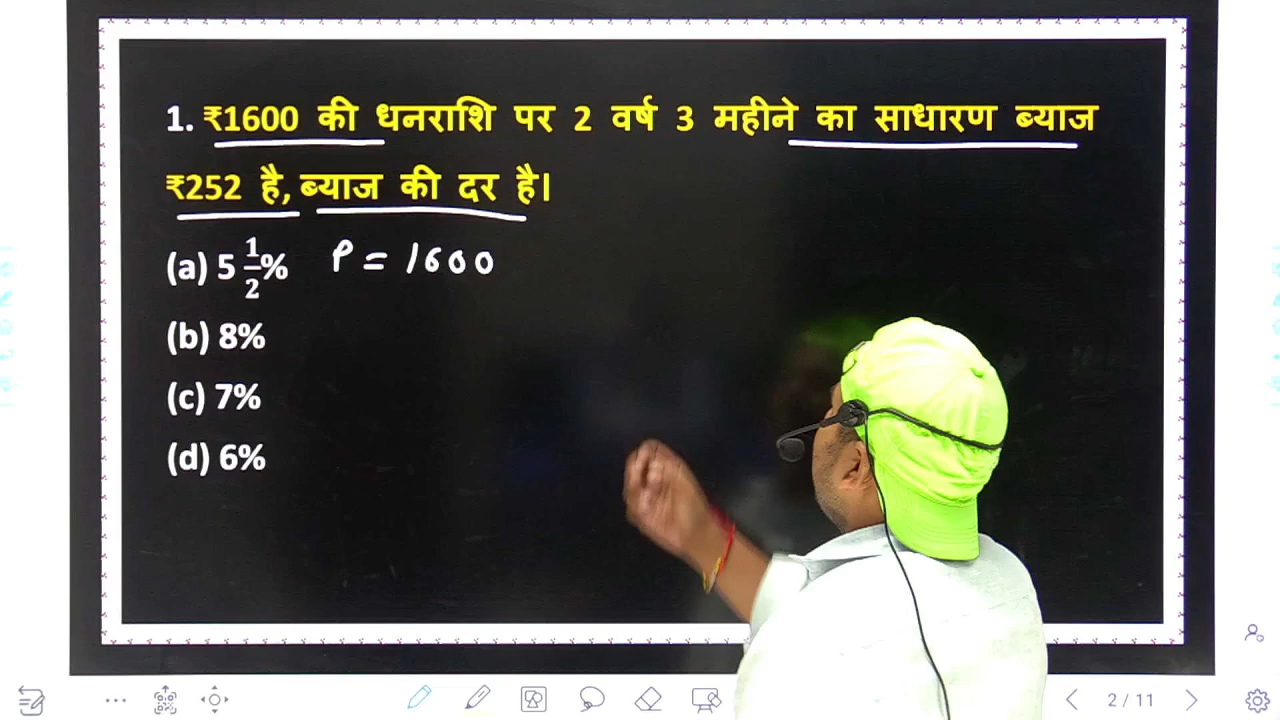 1. ₹1600 की धनराशि पर 2 वर्ष 3 महीने का साधारण ब्याज
₹252 है, ब्याज की दर है।
(a) 5 1/2% P = 1600
(b) 8%
(c) 7%
(d) 6%
2 / 11